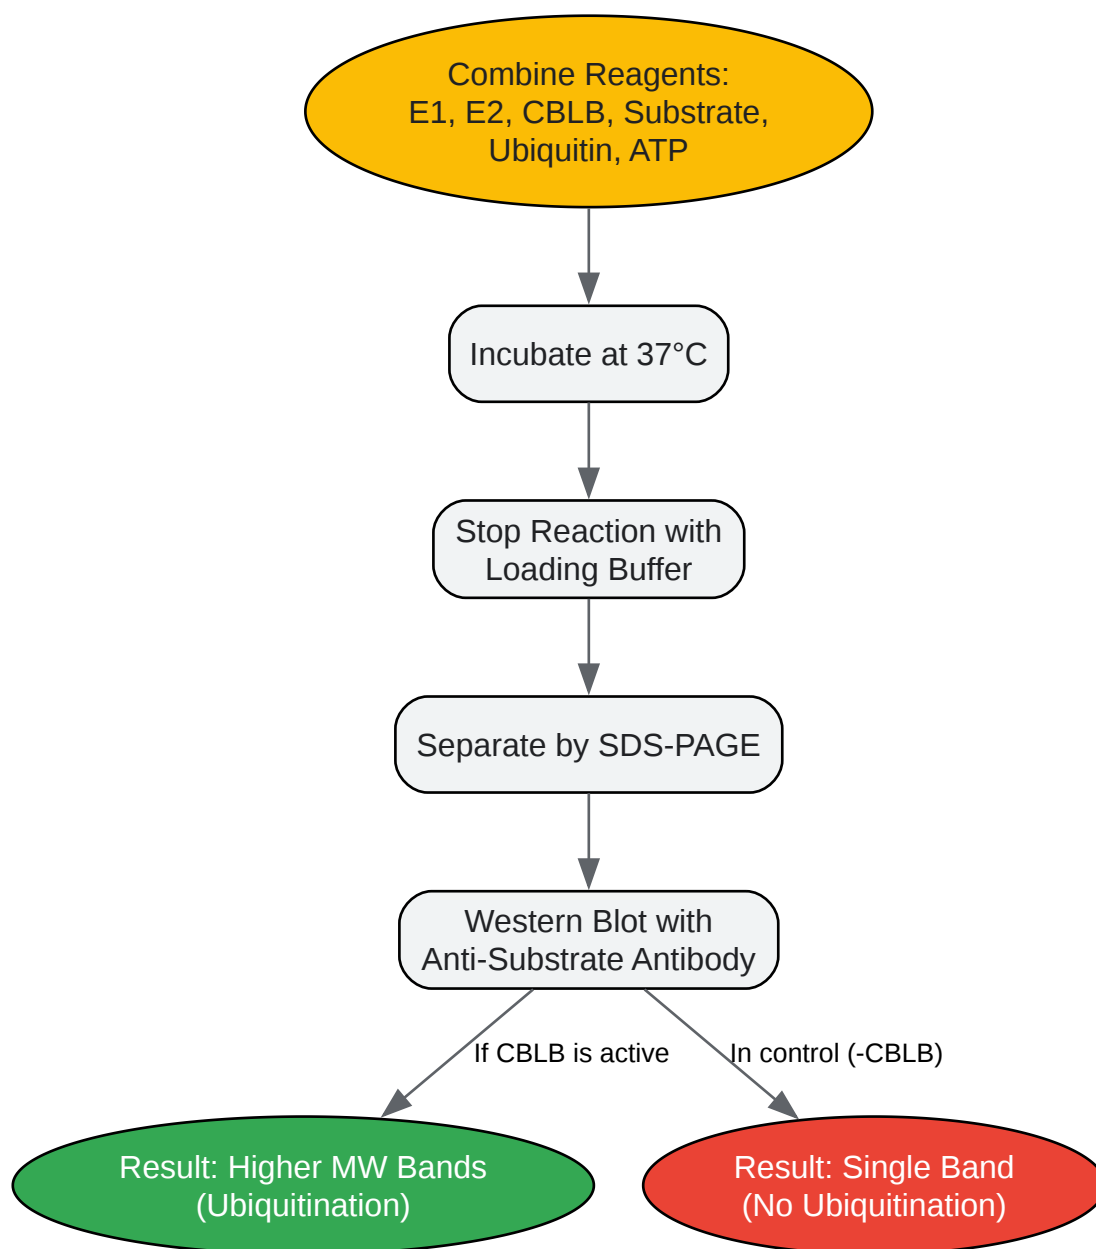 Combine Reagents:
E1, E2, CBLB, Substrate,
Ubiquitin, ATP
Incubate at 37°C
Stop Reaction with
Loading Buffer
Separate by SDS-PAGE
Western Blot with
Anti-Substrate Antibody
If CBLB is active
In control (-CBLB)
Result: Higher MW Bands
(Ubiquitination)
Result: Single Band
(No Ubiquitination)